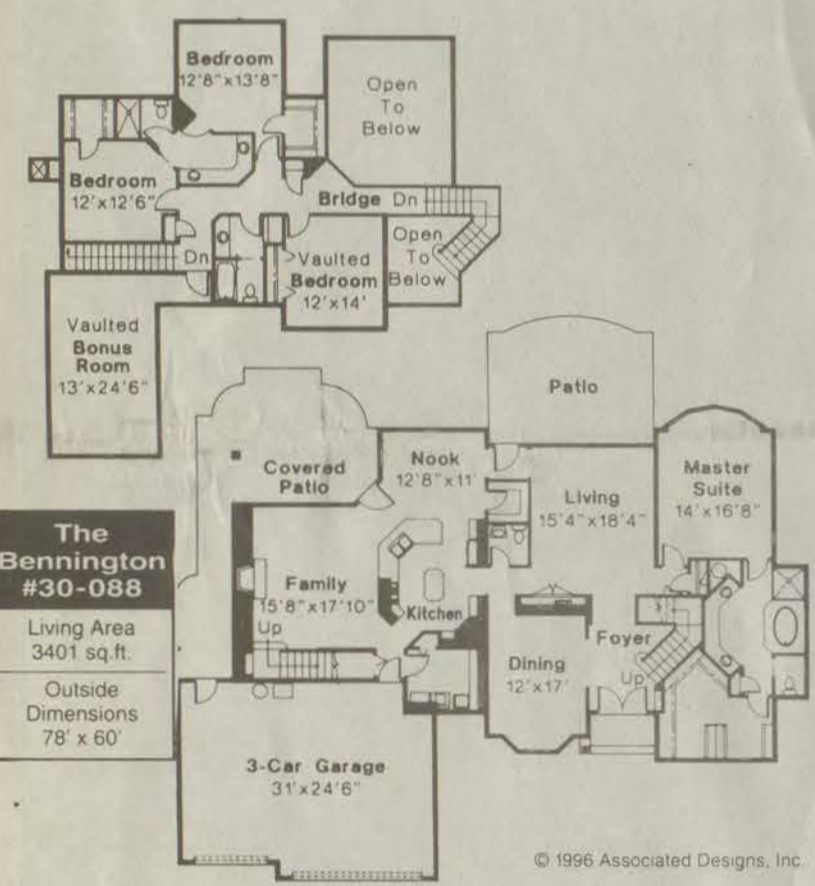 Bedroom
12'8"x13'8"
Open
To
Below
Bedroom
12'x12'6"
Bridge Dn
Open
To
Below
Dn
Vaulted
Bedroom
12'x14'
Vaulted
Bonus
Room
13'x24'6"
Patio
Covered
Patio
Nook
12'8"x11'
Living
15'4"x18'4"
Master
Suite
14'x16'8"
The
Bennington
#30-088
Living Area
3401 sq.ft.
Outside
Dimensions
78' x 60'
Family
15'8"x17'10"
Up
Kitchen
Dining
12'x17'
Foyer
Up
3-Car Garage
31'x24'6"
© 1996 Associated Designs, Inc.